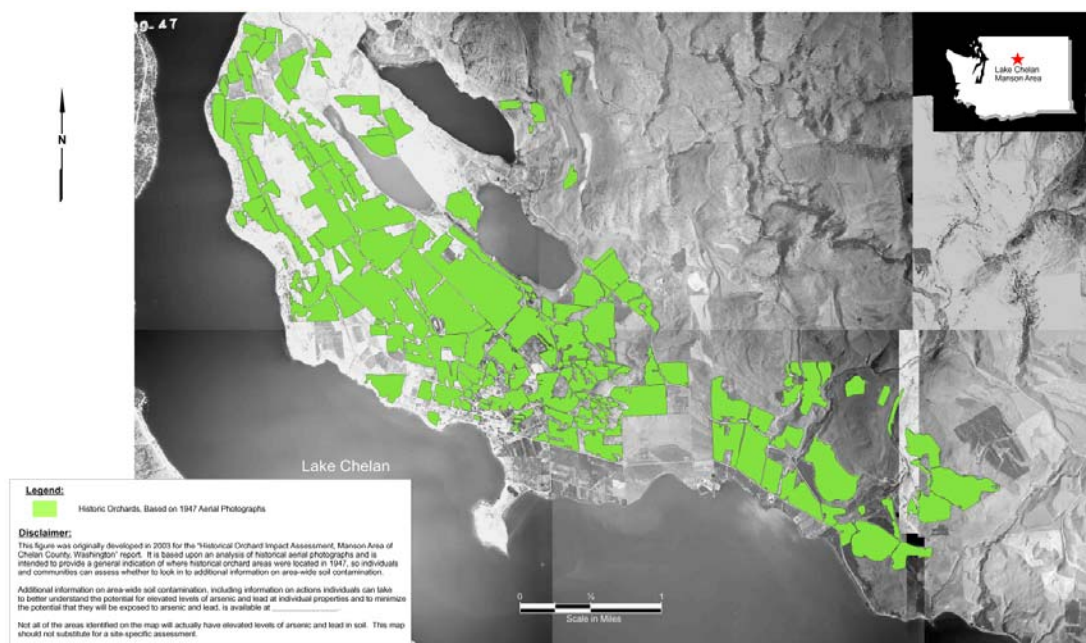 N
Lake Chelan
Manson Area
Lake Chelan
Legend:
Historic Orchards, Based on 1947 Aerial Photographs
Disclaimer:
This figure was originally developed in 2003 for the "Historical Orchard Impact Assessment, Manson Area of
Chelan County, Washington" report. It is based upon an analysis of historical aerial photographs and is
intended to provide a general indication of where historical orchard areas were located in 1947, so individuals
and communities can assess whether to look in to additional information on area-wide soil contamination.
Additional information on area-wide soil contamination, including information on actions individuals can take
to better understand the potential for elevated levels of arsenic and lead at individual properties and to minimize
the potential that they will be exposed to arsenic and lead, is available at ________________.
Not all of the areas identified on the map will actually have elevated levels of arsenic and lead in soil. This map
should not substitute for a site-specific assessment.
1 0 1
Scale in Miles